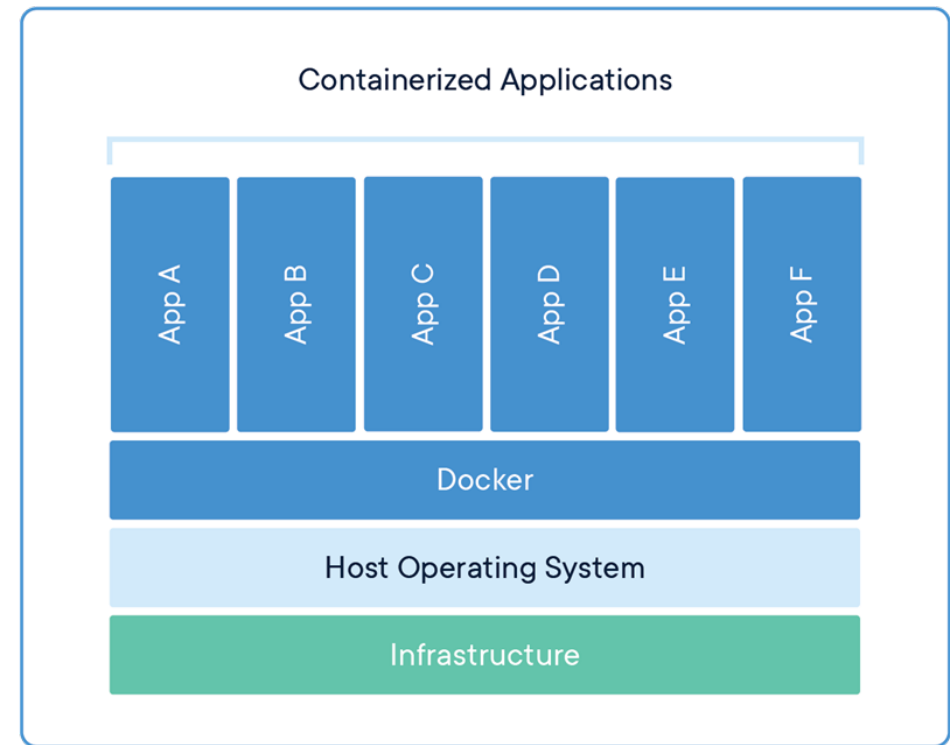 Containerized Applications
App A
App B
App C
App D
App E
App F
Docker
Host Operating System
Infrastructure